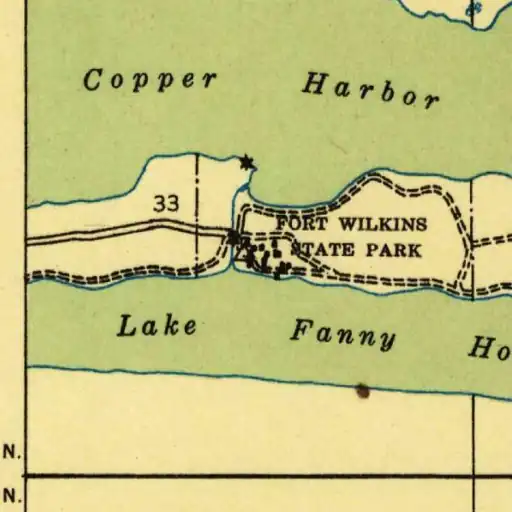 Copper Harbor
33
FORT WILKINS
STATE PARK
Lake Fanny Ho
N.
N.